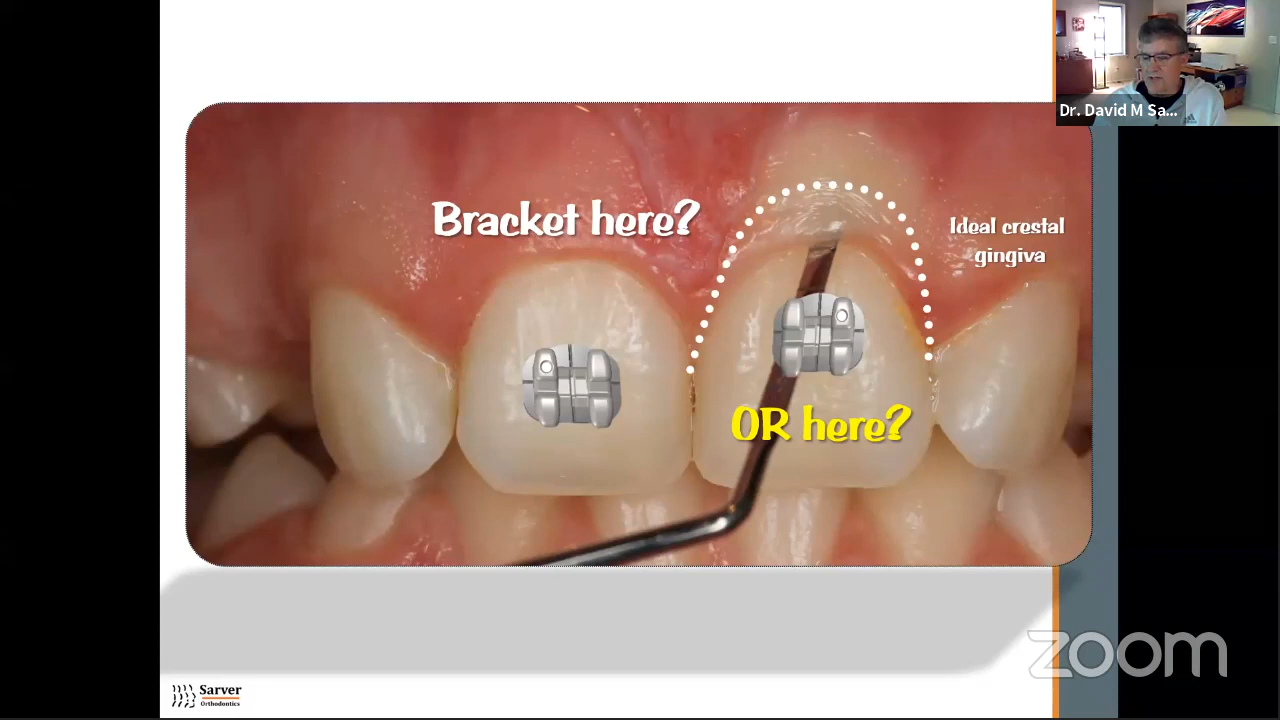 Dr. David M Sa...
Bracket here?
Ideal crestal
gingiva
OR here?
zoom
Sarver
Orthodontics